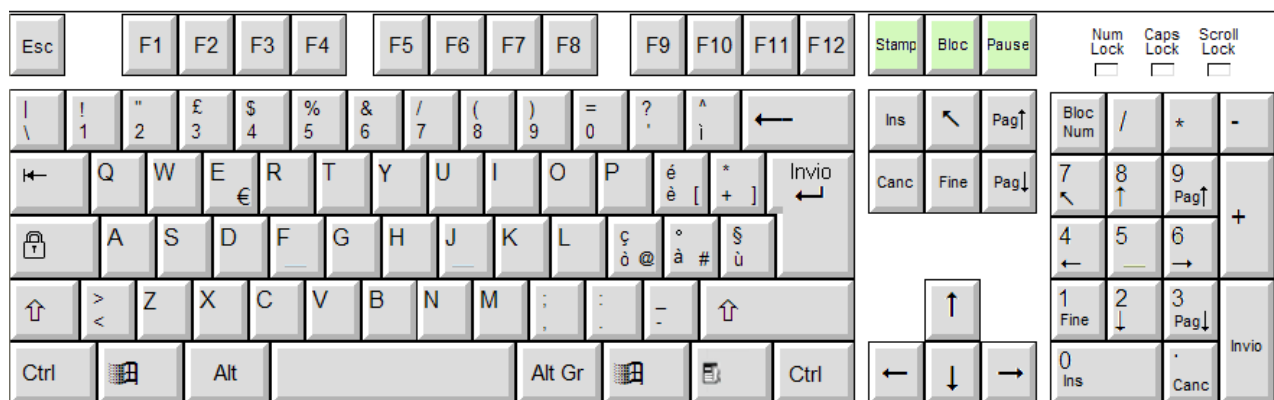 Esc F1 F2 F3 F4 F5 F6 F7 F8 F9 F10 F11 F12 Stamp Bloc Pause
Num Lock Caps Lock Scroll Lock
| \ ! 1 " 2 £ 3 $ 4 % 5 & 6 / 7 ( 8 ) 9 = 0 ? ' ^ ì ← Ins ↖ Pag↑ Bloc Num / * -
⇤ Q W E € R T Y U I O P é è [ * + ] Invio ↵ Canc Fine Pag↓ 7 ↖ 8 ↑ 9 Pag↑ +
A S D F G H J K L ç ò @ ° à # § ù 4 ← 5 6 →
⇧ > < Z X C V B N M ; , : . _ - ⇧ ↑ 1 Fine 2 ↓ 3 Pag↓ Invio
Ctrl Alt Alt Gr Ctrl ← ↓ → 0 Ins . Canc